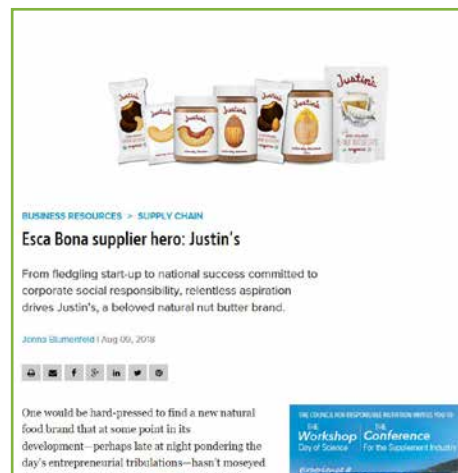 Justin's
BUSINESS RESOURCES > SUPPLY CHAIN
Esca Bona supplier hero: Justin's
From fledgling start-up to national success committed to
corporate social responsibility, relentless aspiration
drives Justin's, a beloved natural nut butter brand.
Jenna Blumenfeld | Aug 09, 2018
One would be hard-pressed to find a new natural
food brand that at some point in its
development—perhaps late at night pondering the
day's entrepreneurial tribulations—hasn't moseyed
THE COUNCIL FOR RESPONSIBLE NUTRITION INVITES YOU TO
THE Workshop
Day of Science
THE Conference
For the Supplement Industry